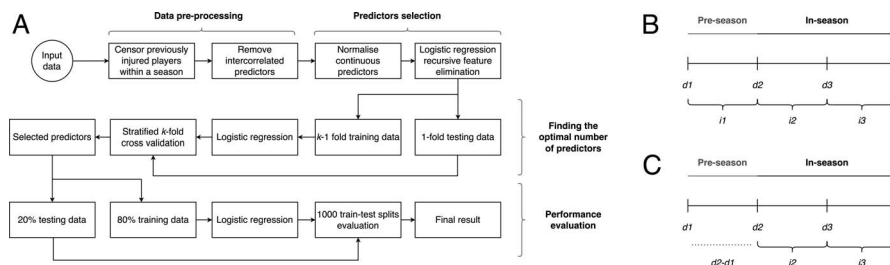 A
Data pre-processing
Predictors selection
Input
data
Censor previously
injured players
within a season
Remove
intercorrelated
predictors
Normalise
continuous
predictors
Logistic regression
recursive feature
elimination
Selected predictors
Stratified k-fold
cross validation
Logistic regression
k-1 fold training data
1-fold testing data
Finding the
optimal number
of predictors
20% testing data
80% training data
Logistic regression
1000 train-test splits
evaluation
Final result
Performance
evaluation
B
Pre-season
In-season
d1
d2
d3
i1
i2
i3
C
Pre-season
In-season
d1
d2
d3
d2-d1
i2
i3